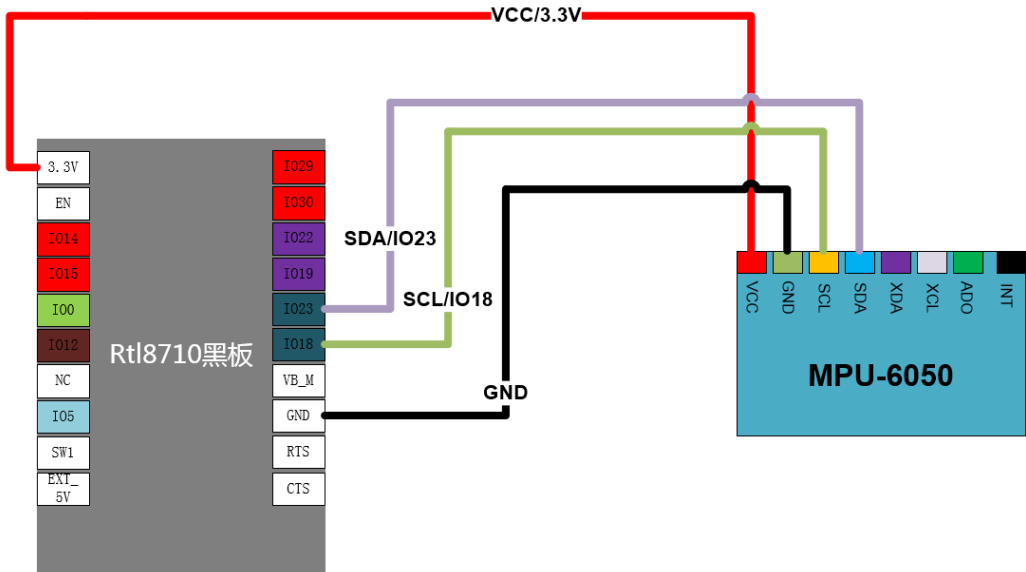 VCC/3.3V
3.3V
EN
IO14
IO15
IO0
IO12
NC
IO5
SW1
EXT_
5V
Rtl8710黑板
IO29
IO30
IO22
IO19
IO23
IO18
VB_M
GND
RTS
CTS
SDA/IO23
SCL/IO18
GND
VCC
GND
SCL
SDA
XDA
XCL
ADO
INT
MPU-6050